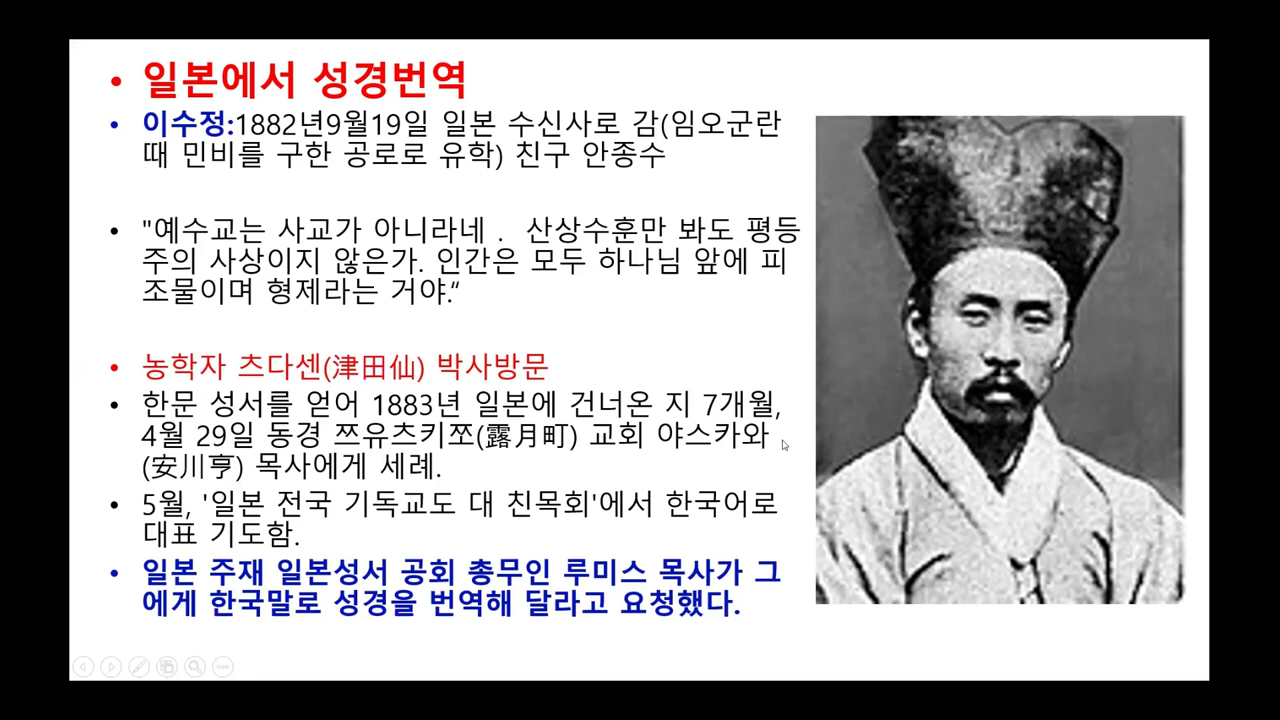 • 일본에서 성경번역
• 이수정:1882년9월19일 일본 수신사로 감(임오군란
때 민비를 구한 공로로 유학) 친구 안종수
• "예수교는 사교가 아니라네 . 산상수훈만 봐도 평등
주의 사상이지 않은가. 인간은 모두 하나님 앞에 피
조물이며 형제라는 거야.“
• 농학자 츠다센(津田仙) 박사방문
• 한문 성서를 얻어 1883년 일본에 건너온 지 7개월,
4월 29일 동경 쯔유츠키쪼(露月町) 교회 야스카와
(安川亨) 목사에게 세례.
• 5월, '일본 전국 기독교도 대 친목회'에서 한국어로
대표 기도함.
• 일본 주재 일본성서 공회 총무인 루미스 목사가 그
에게 한국말로 성경을 번역해 달라고 요청했다.